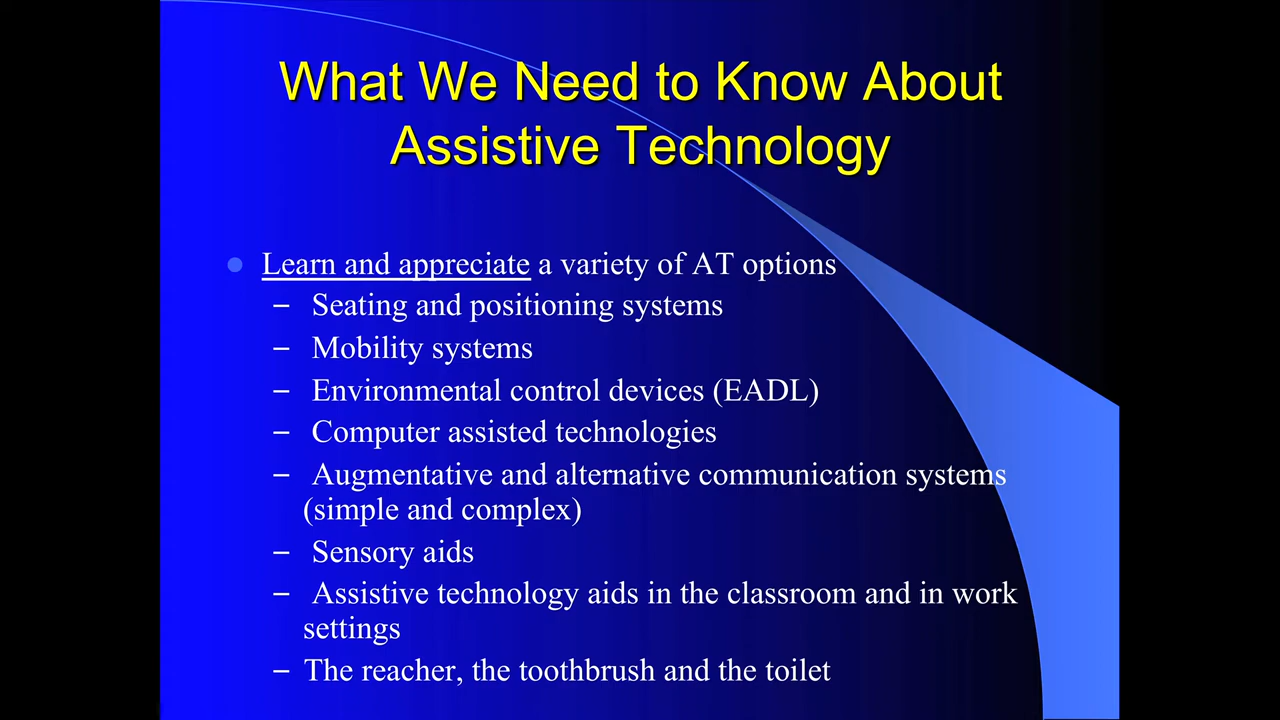 What We Need to Know About
Assistive Technology
Learn and appreciate a variety of AT options
– Seating and positioning systems
– Mobility systems
– Environmental control devices (EADL)
– Computer assisted technologies
– Augmentative and alternative communication systems
(simple and complex)
– Sensory aids
– Assistive technology aids in the classroom and in work
settings
– The reacher, the toothbrush and the toilet